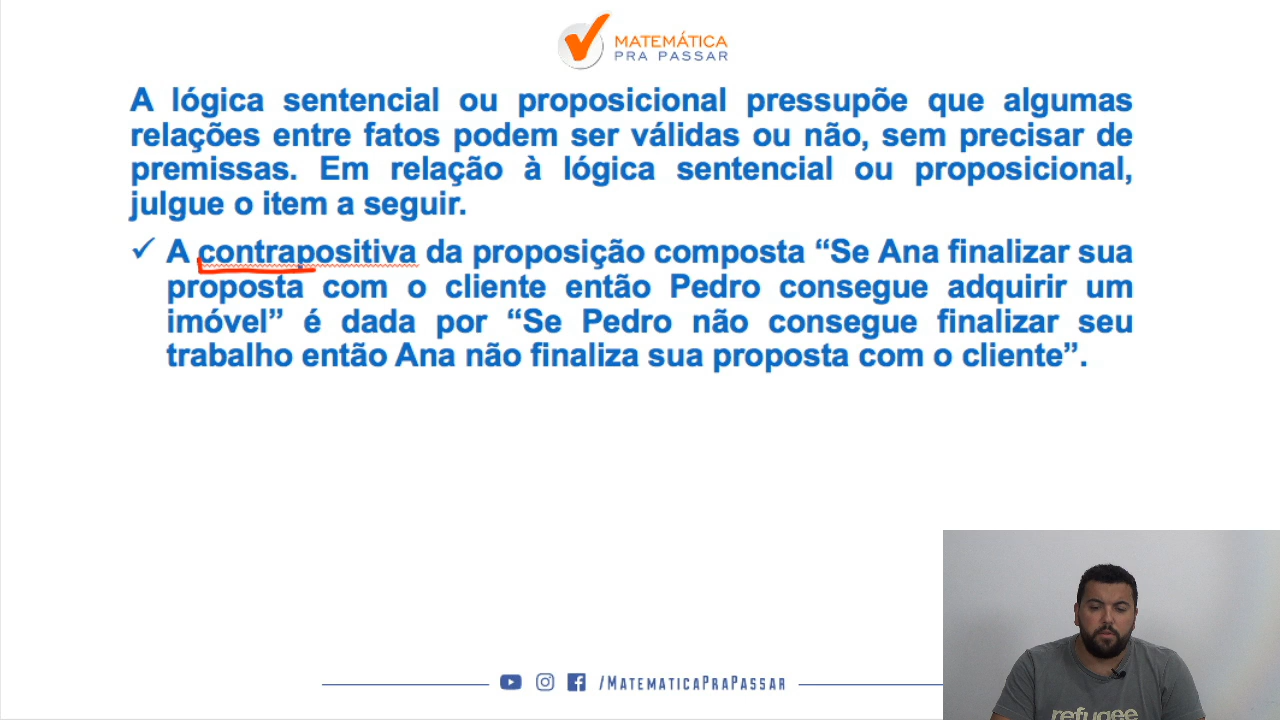 MATEMÁTICA
PRA PASSAR
A lógica sentencial ou proposicional pressupõe que algumas
relações entre fatos podem ser válidas ou não, sem precisar de
premissas. Em relação à lógica sentencial ou proposicional,
julgue o item a seguir.
✓ A contrapositiva da proposição composta “Se Ana finalizar sua
proposta com o cliente então Pedro consegue adquirir um
imóvel” é dada por “Se Pedro não consegue finalizar seu
trabalho então Ana não finaliza sua proposta com o cliente”.
/MATEMATICAPRAPASSAR
refugee